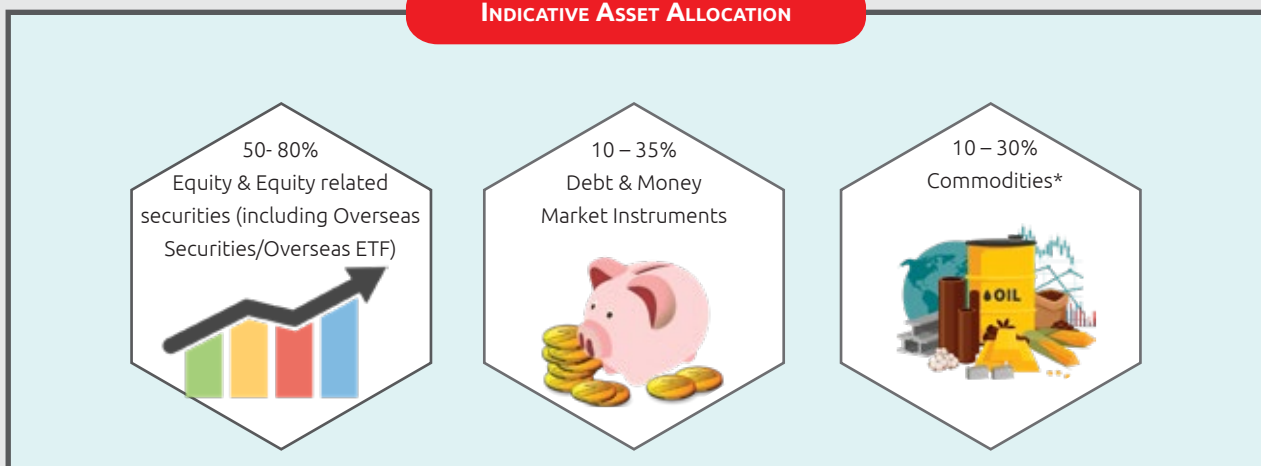 INDICATIVE ASSET ALLOCATION
50- 80%
Equity & Equity related
securities (including Overseas
Securities/Overseas ETF)
10 – 35%
Debt & Money
Market Instruments
10 – 30%
Commodities*
OIL